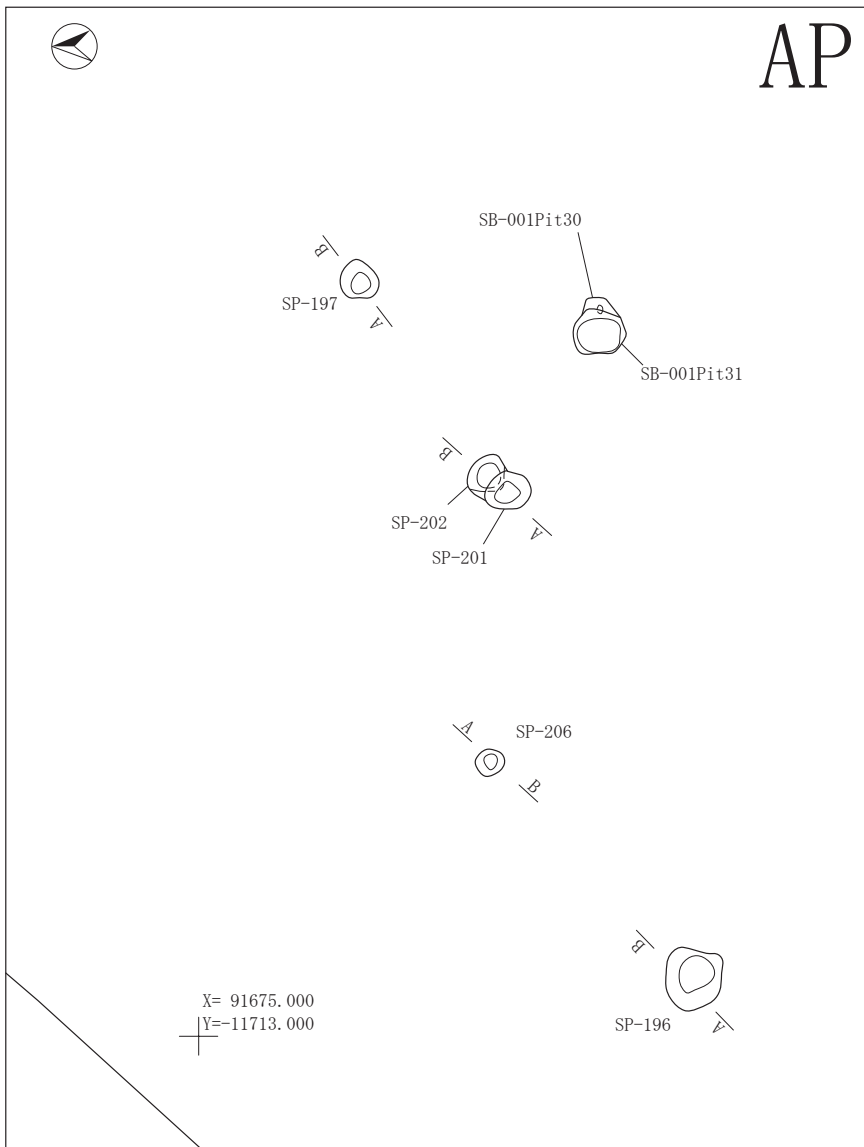 AP
SB-001Pit30
B
SP-197
A
SB-001Pit31
B
SP-202
A
SP-201
A
SP-206
B
B
X= 91675.000
Y=-11713.000
SP-196
A